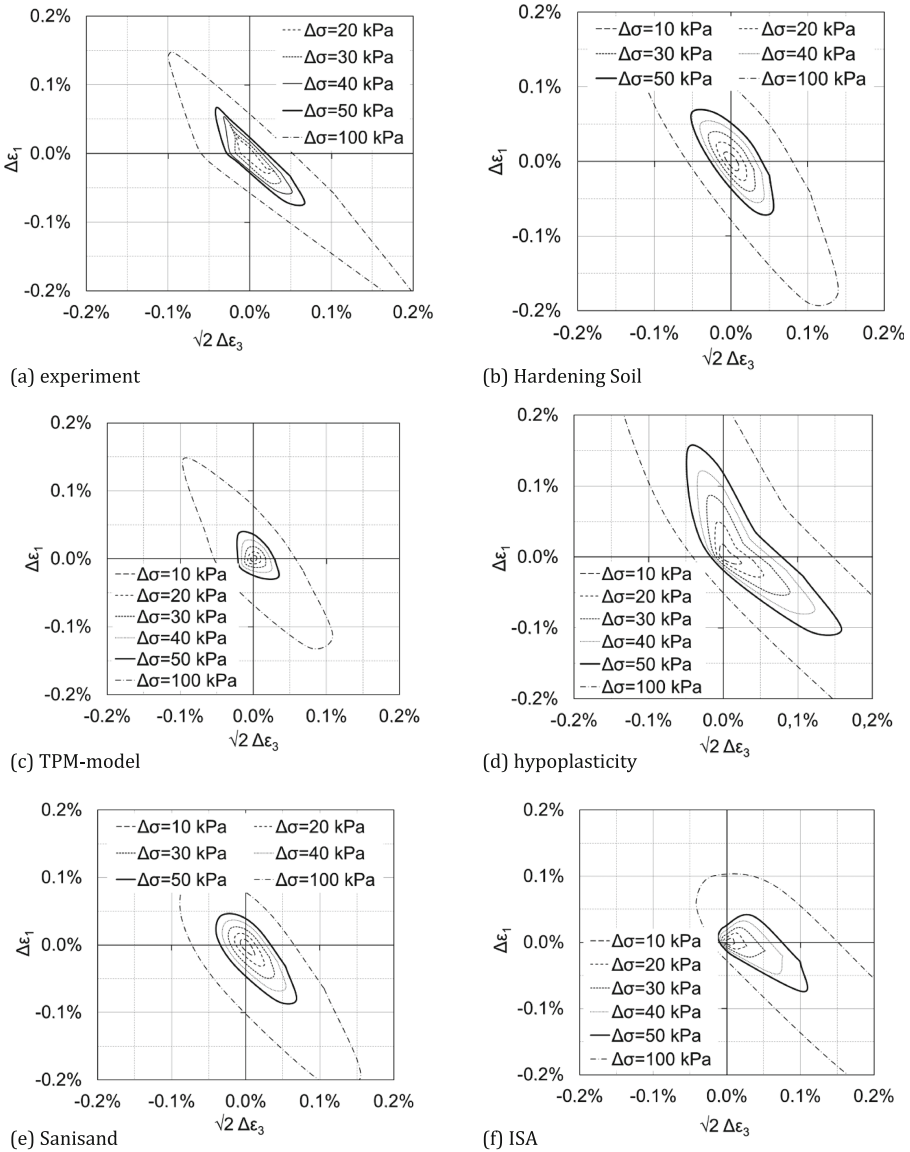 0.2%
0.1%
0.0%
-0.1%
-0.2%
Δε1
Δσ=20 kPa
Δσ=30 kPa
Δσ=40 kPa
Δσ=50 kPa
Δσ=100 kPa
-0.2% -0.1% 0.0% 0.1% 0.2%
√2 Δε3
(a) experiment
0.2%
0.1%
0.0%
-0.1%
-0.2%
Δε1
Δσ=10 kPa Δσ=20 kPa
Δσ=30 kPa Δσ=40 kPa
Δσ=50 kPa Δσ=100 kPa
-0.2% -0.1% 0.0% 0.1% 0.2%
√2 Δε3
(b) Hardening Soil
0.2%
0.1%
0.0%
-0.1%
-0.2%
Δε1
Δσ=10 kPa
Δσ=20 kPa
Δσ=30 kPa
Δσ=40 kPa
Δσ=50 kPa
Δσ=100 kPa
-0.2% -0.1% 0.0% 0.1% 0.2%
√2 Δε3
(c) TPM-model
0.2%
0.1%
0.0%
-0.1%
-0.2%
Δε1
Δσ=10 kPa
Δσ=20 kPa
Δσ=30 kPa
Δσ=40 kPa
Δσ=50 kPa
Δσ=100 kPa
-0.2% -0.1% 0.0% 0.1% 0,2%
√2 Δε3
(d) hypoplasticity
0.2%
0.1%
0.0%
-0.1%
-0.2%
Δε1
Δσ=10 kPa Δσ=20 kPa
Δσ=30 kPa Δσ=40 kPa
Δσ=50 kPa Δσ=100 kPa
-0.2% -0.1% 0.0% 0.1% 0.2%
√2 Δε3
(e) Sanisand
0.2%
0.1%
0.0%
-0.1%
-0.2%
Δε1
Δσ=10 kPa
Δσ=20 kPa
Δσ=30 kPa
Δσ=40 kPa
Δσ=50 kPa
Δσ=100 kPa
-0.2% -0.1% 0.0% 0.1% 0.2%
√2 Δε3
(f) ISA